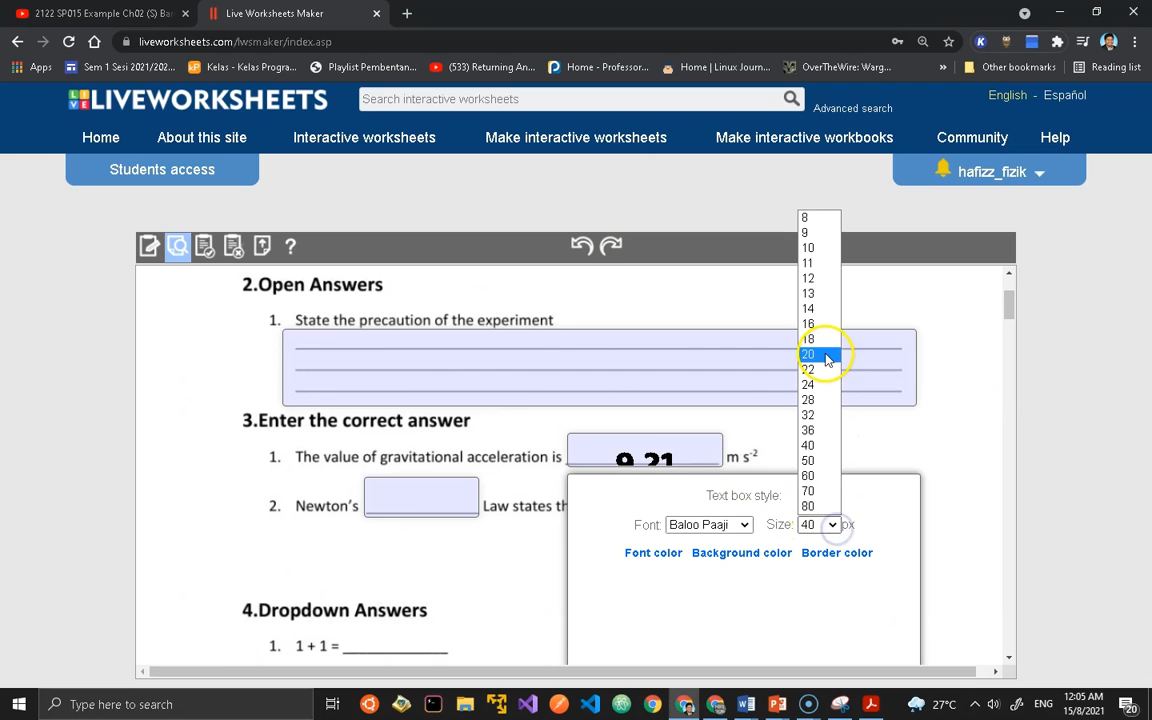 2122 SP015 Example Ch02 (S) Ba
Live Worksheets Maker
liveworksheets.com/lwsmaker/index.asp
Apps
Sem 1 Sesi 2021/202...
Kelas - Kelas Progra...
Playlist Pembentan...
(533) Returning An...
Home - Professor...
Home | Linux Journ...
OverTheWire: Warg...
»
Other bookmarks
Reading list
LIVEWORKSHEETS
Search interactive worksheets
Advanced search
English - Español
Home
About this site
Interactive worksheets
Make interactive worksheets
Make interactive workbooks
Community
Help
Students access
hafizz_fizik
?
8
9
10
11
12
13
14
16
18
20
22
24
28
32
36
40
50
60
70
80
2.Open Answers
1. State the precaution of the experiment
3.Enter the correct answer
1. The value of gravitational acceleration is 9.21 m s-2
2. Newton's Law states th
Text box style:
Font: Baloo Paaji Size: 40 px
Font color Background color Border color
4.Dropdown Answers
1. 1 + 1 = ___________
Type here to search
27°C
ENG
12:05 AM
15/8/2021
20